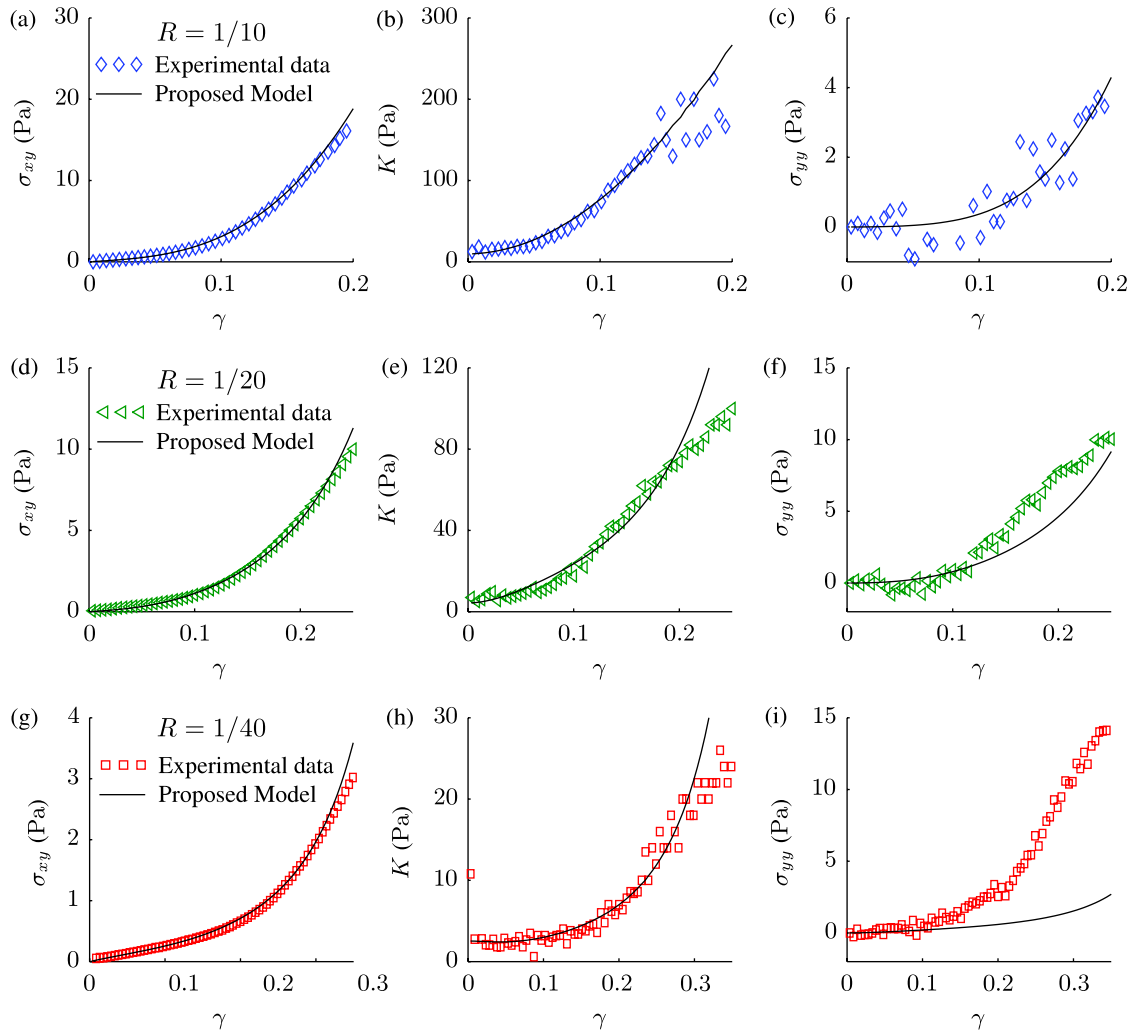 (a)
30
20
10
0
σxy (Pa)
R = 1/10
Experimental data
Proposed Model
0
0.1
0.2
γ
(b)
300
200
100
0
K (Pa)
0
0.1
0.2
γ
(c)
6
4
2
0
σyy (Pa)
0
0.1
0.2
γ
(d)
15
10
5
0
σxy (Pa)
R = 1/20
Experimental data
Proposed Model
0
0.1
0.2
γ
(e)
120
80
40
0
K (Pa)
0
0.1
0.2
γ
(f)
15
10
5
0
σyy (Pa)
0
0.1
0.2
γ
(g)
4
3
2
1
0
σxy (Pa)
R = 1/40
Experimental data
Proposed Model
0
0.1
0.2
0.3
γ
(h)
30
20
10
0
K (Pa)
0
0.1
0.2
0.3
γ
(i)
15
10
5
0
σyy (Pa)
0
0.1
0.2
0.3
γ